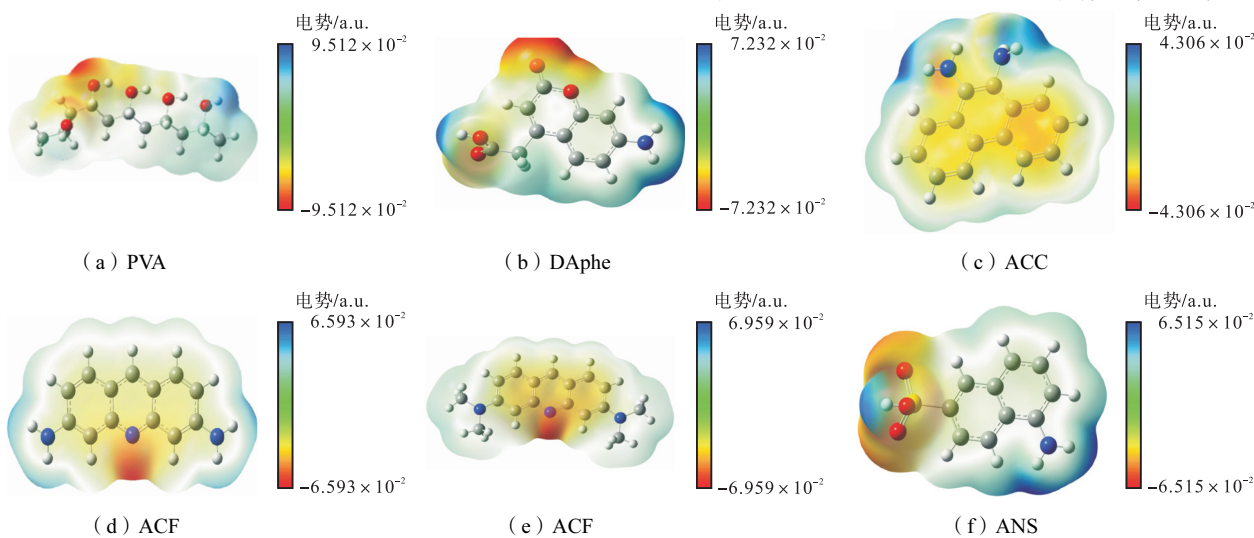 电势/a.u.
9.512×10⁻²
−9.512×10⁻²
(a) PVA
电势/a.u.
7.232×10⁻²
−7.232×10⁻²
(b) DAphe
电势/a.u.
4.306×10⁻²
−4.306×10⁻²
(c) ACC
电势/a.u.
6.593×10⁻²
−6.593×10⁻²
(d) ACF
电势/a.u.
6.959×10⁻²
−6.959×10⁻²
(e) ACF
电势/a.u.
6.515×10⁻²
−6.515×10⁻²
(f) ANS